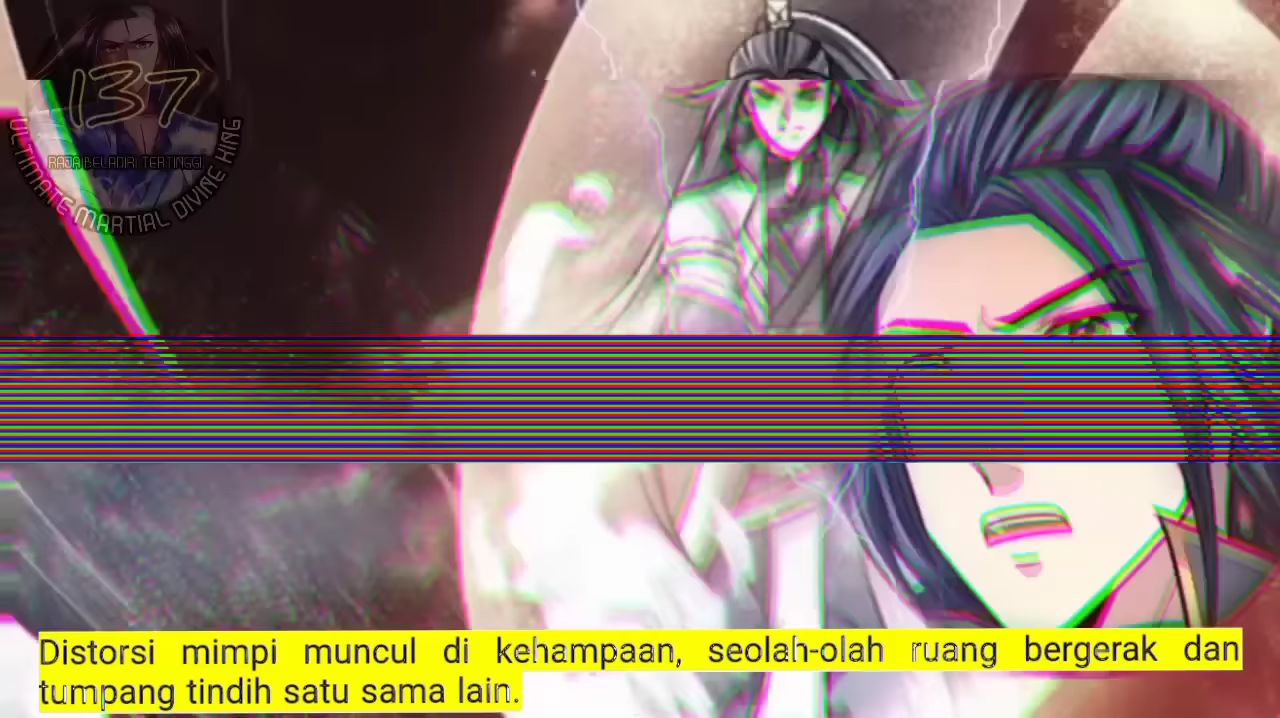 137
RAJA BELADIRI TERTINGGI
ULTIMATE MARTIAL DIVINE KING
Distorsi mimpi muncul di kehampaan, seolah-olah ruang bergerak dan
tumpang tindih satu sama lain.